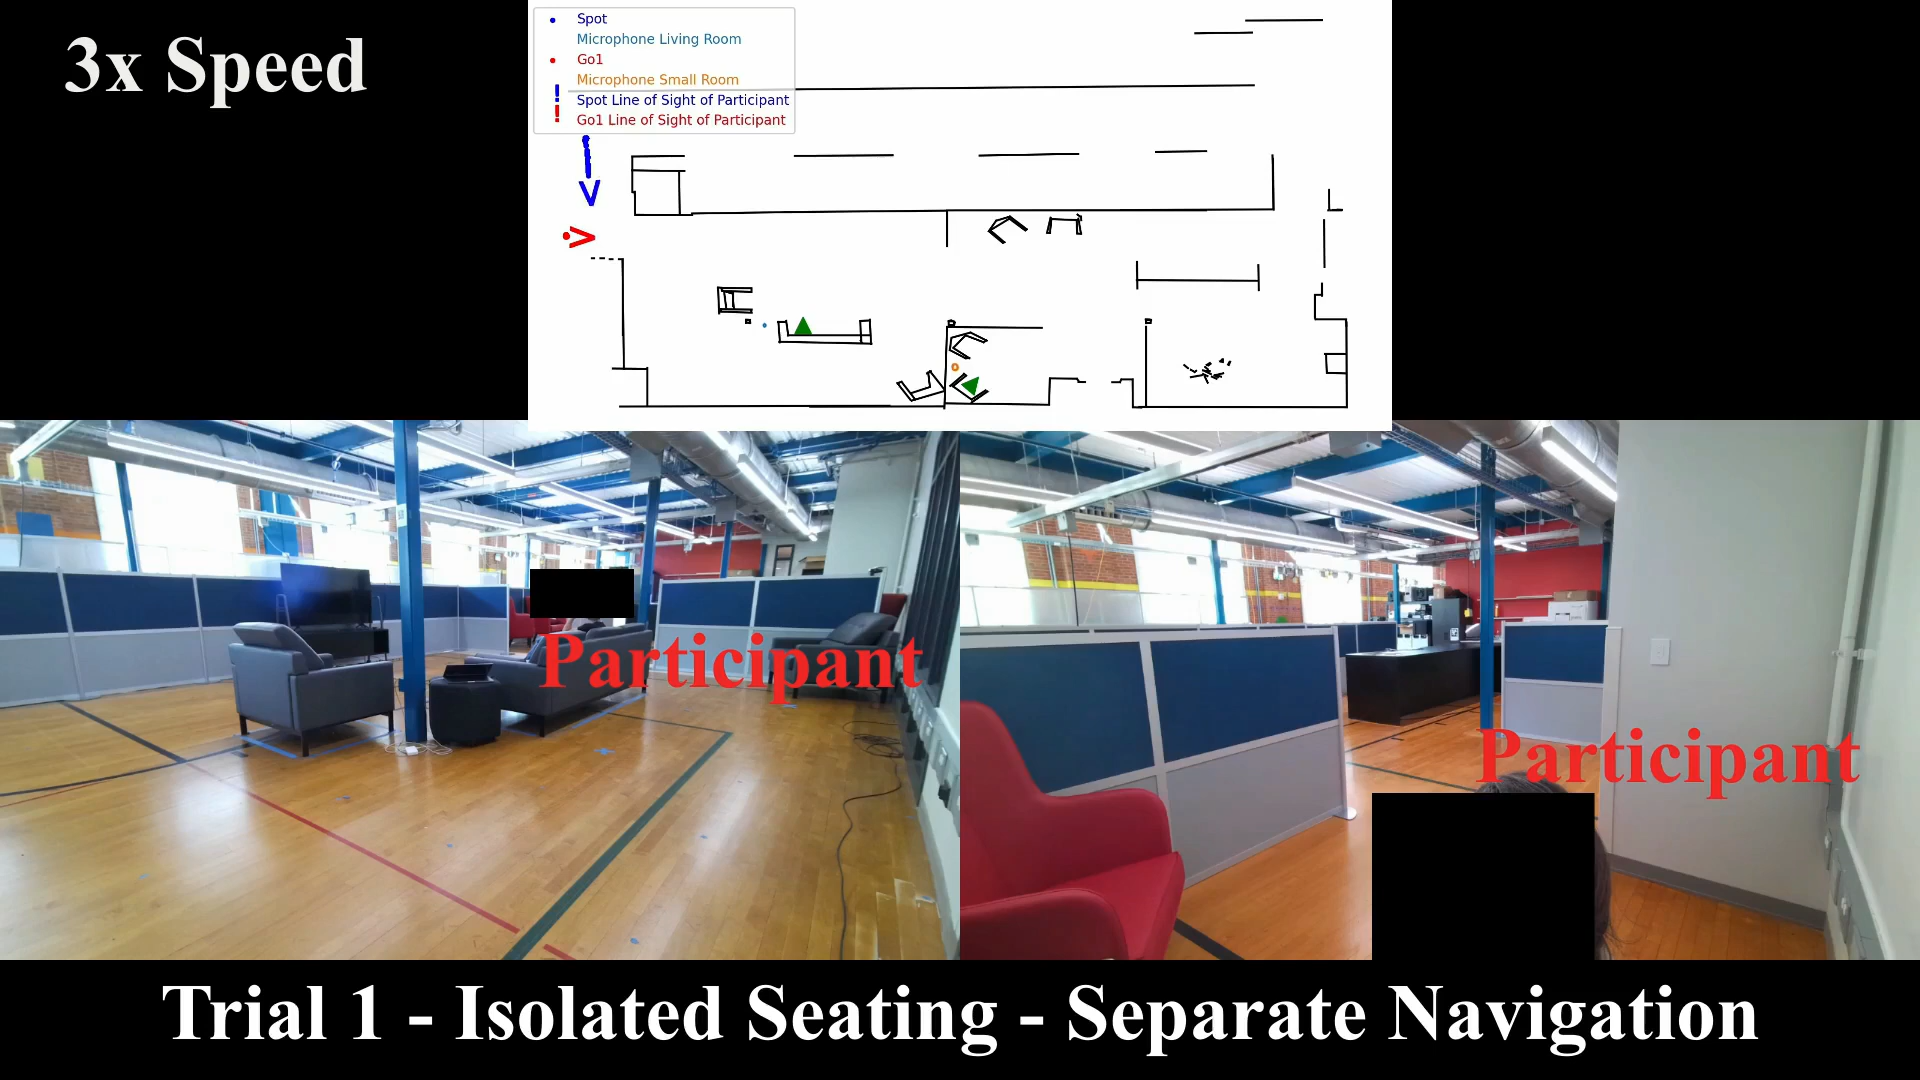 3x Speed
Spot
Microphone Living Room
Go1
Microphone Small Room
Spot Line of Sight of Participant
Go1 Line of Sight of Participant
Participant
Participant
Trial 1 - Isolated Seating - Separate Navigation